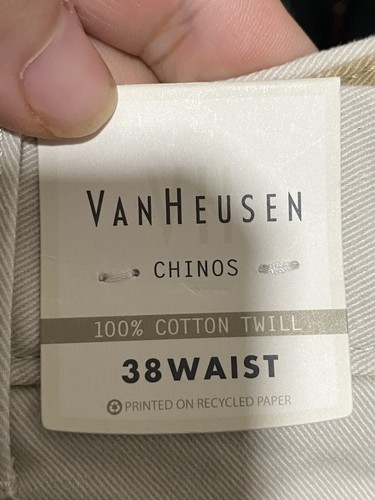 VANHEUSEN
CHINOS
100% COTTON TWILL
38WAIST
PRINTED ON RECYCLED PAPER